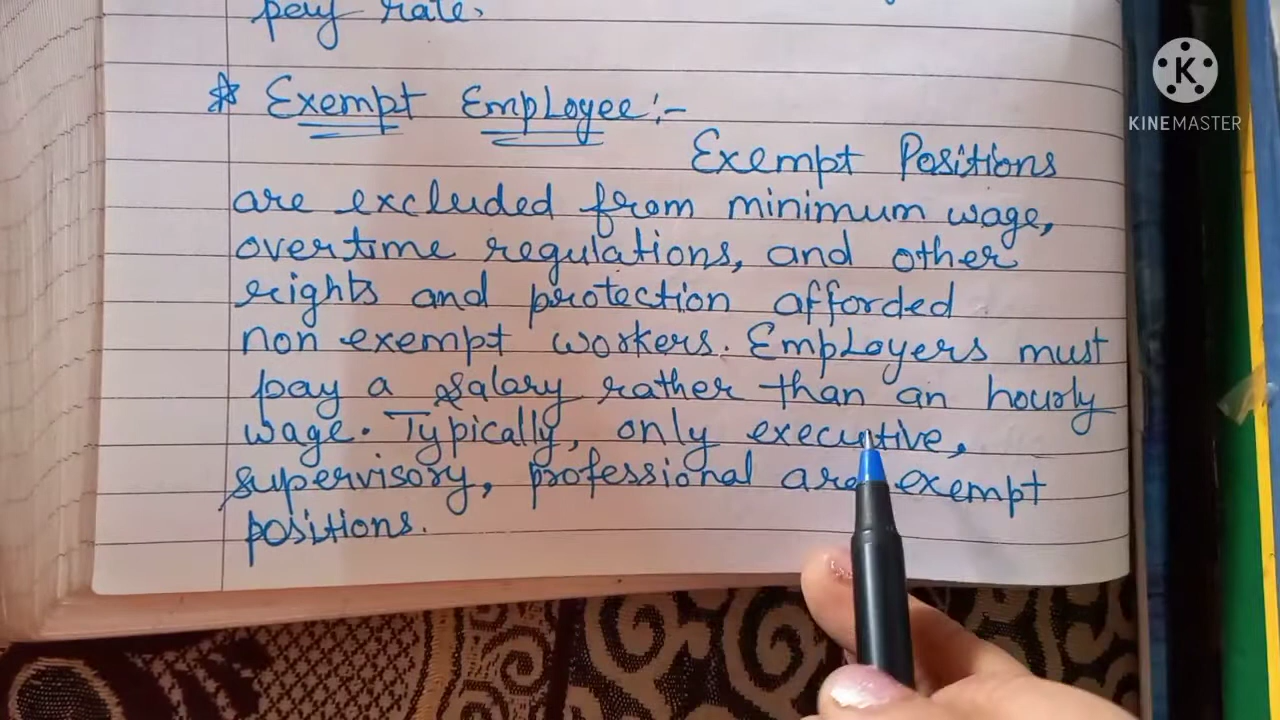 pay rate.
☆ Exempt Employee:-
Exempt Positions
are excluded from minimum wage,
overtime regulations, and other
rights and protection afforded
non exempt workers. Employers must
pay a salary rather than an hourly
wage. Typically, only executive,
supervisory, professional are exempt
positions.
K
KINEMASTER